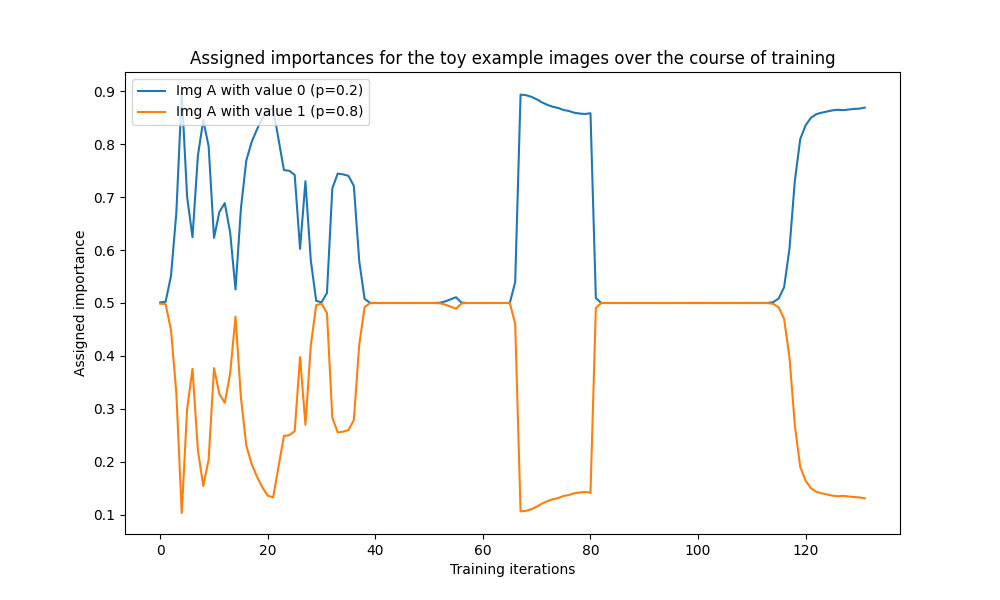 Assigned importances for the toy example images over the course of training
Img A with value 0 (p=0.2)
Img A with value 1 (p=0.8)
Assigned importance
0.9
0.8
0.7
0.6
0.5
0.4
0.3
0.2
0.1
0 20 40 60 80 100 120
Training iterations